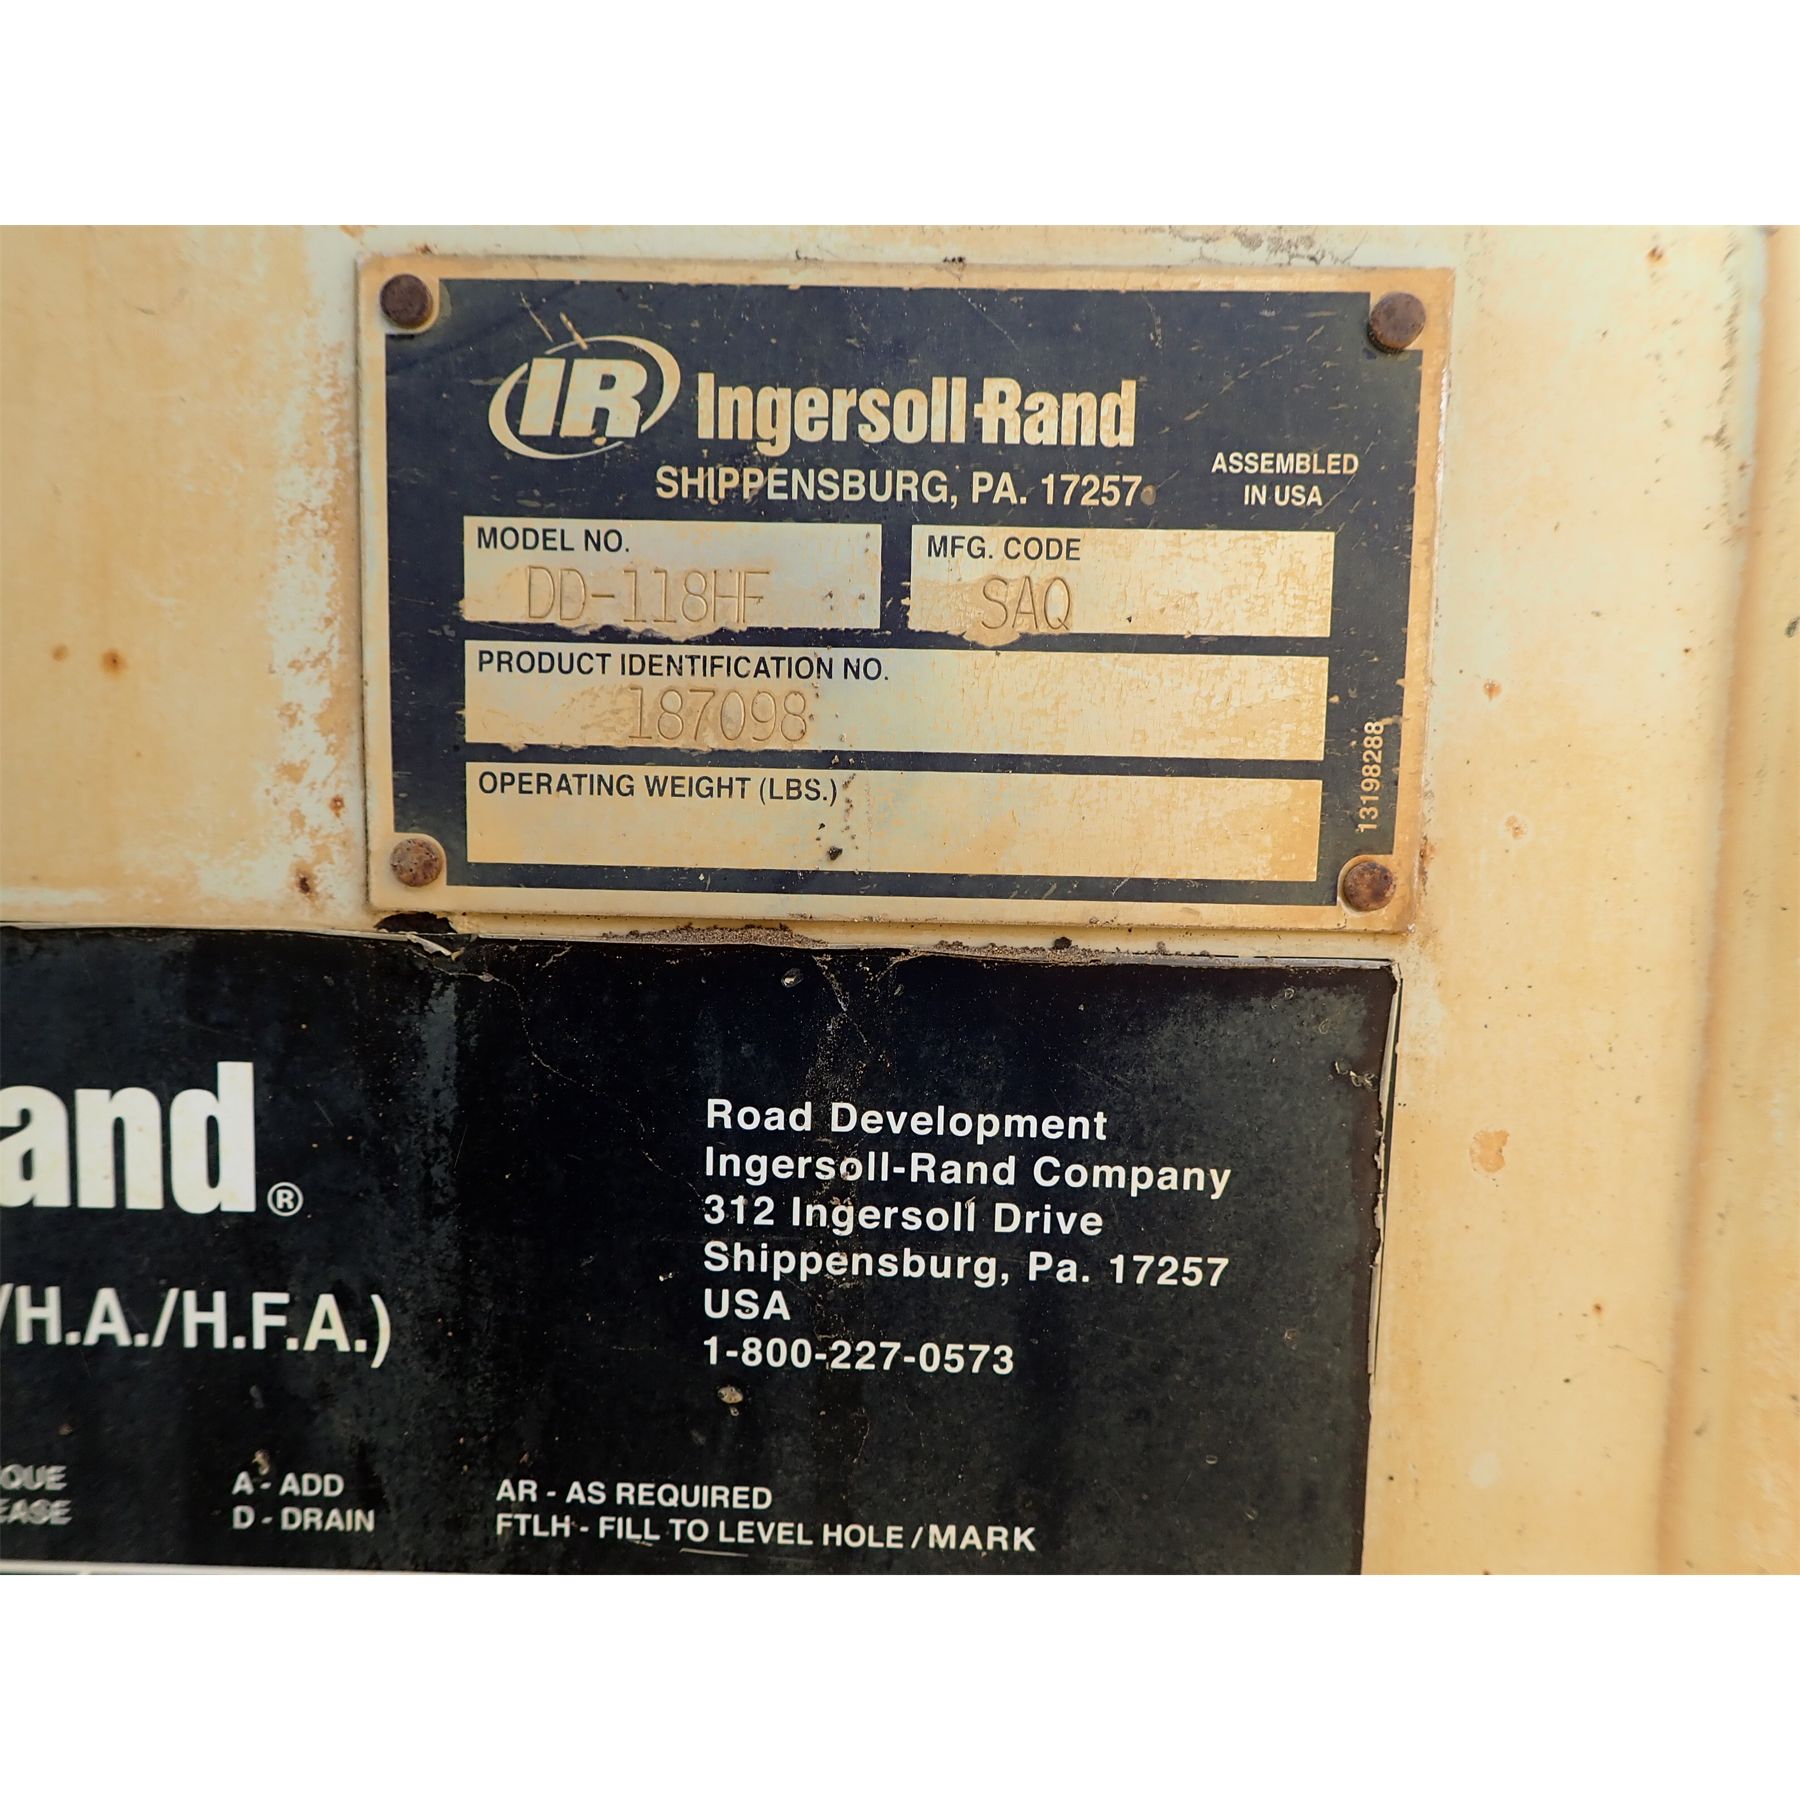 IR Ingersoll-Rand
SHIPPENSBURG, PA. 17257
ASSEMBLED
IN USA
MODEL NO.
DD-118HF
MFG. CODE
SAQ
PRODUCT IDENTIFICATION NO.
187098
OPERATING WEIGHT (LBS.)
13198288
and®
/H.A./H.F.A.)
Road Development
Ingersoll-Rand Company
312 Ingersoll Drive
Shippensburg, Pa. 17257
USA
1-800-227-0573
QUE
EASE
A - ADD
D - DRAIN
AR - AS REQUIRED
FTLH - FILL TO LEVEL HOLE / MARK